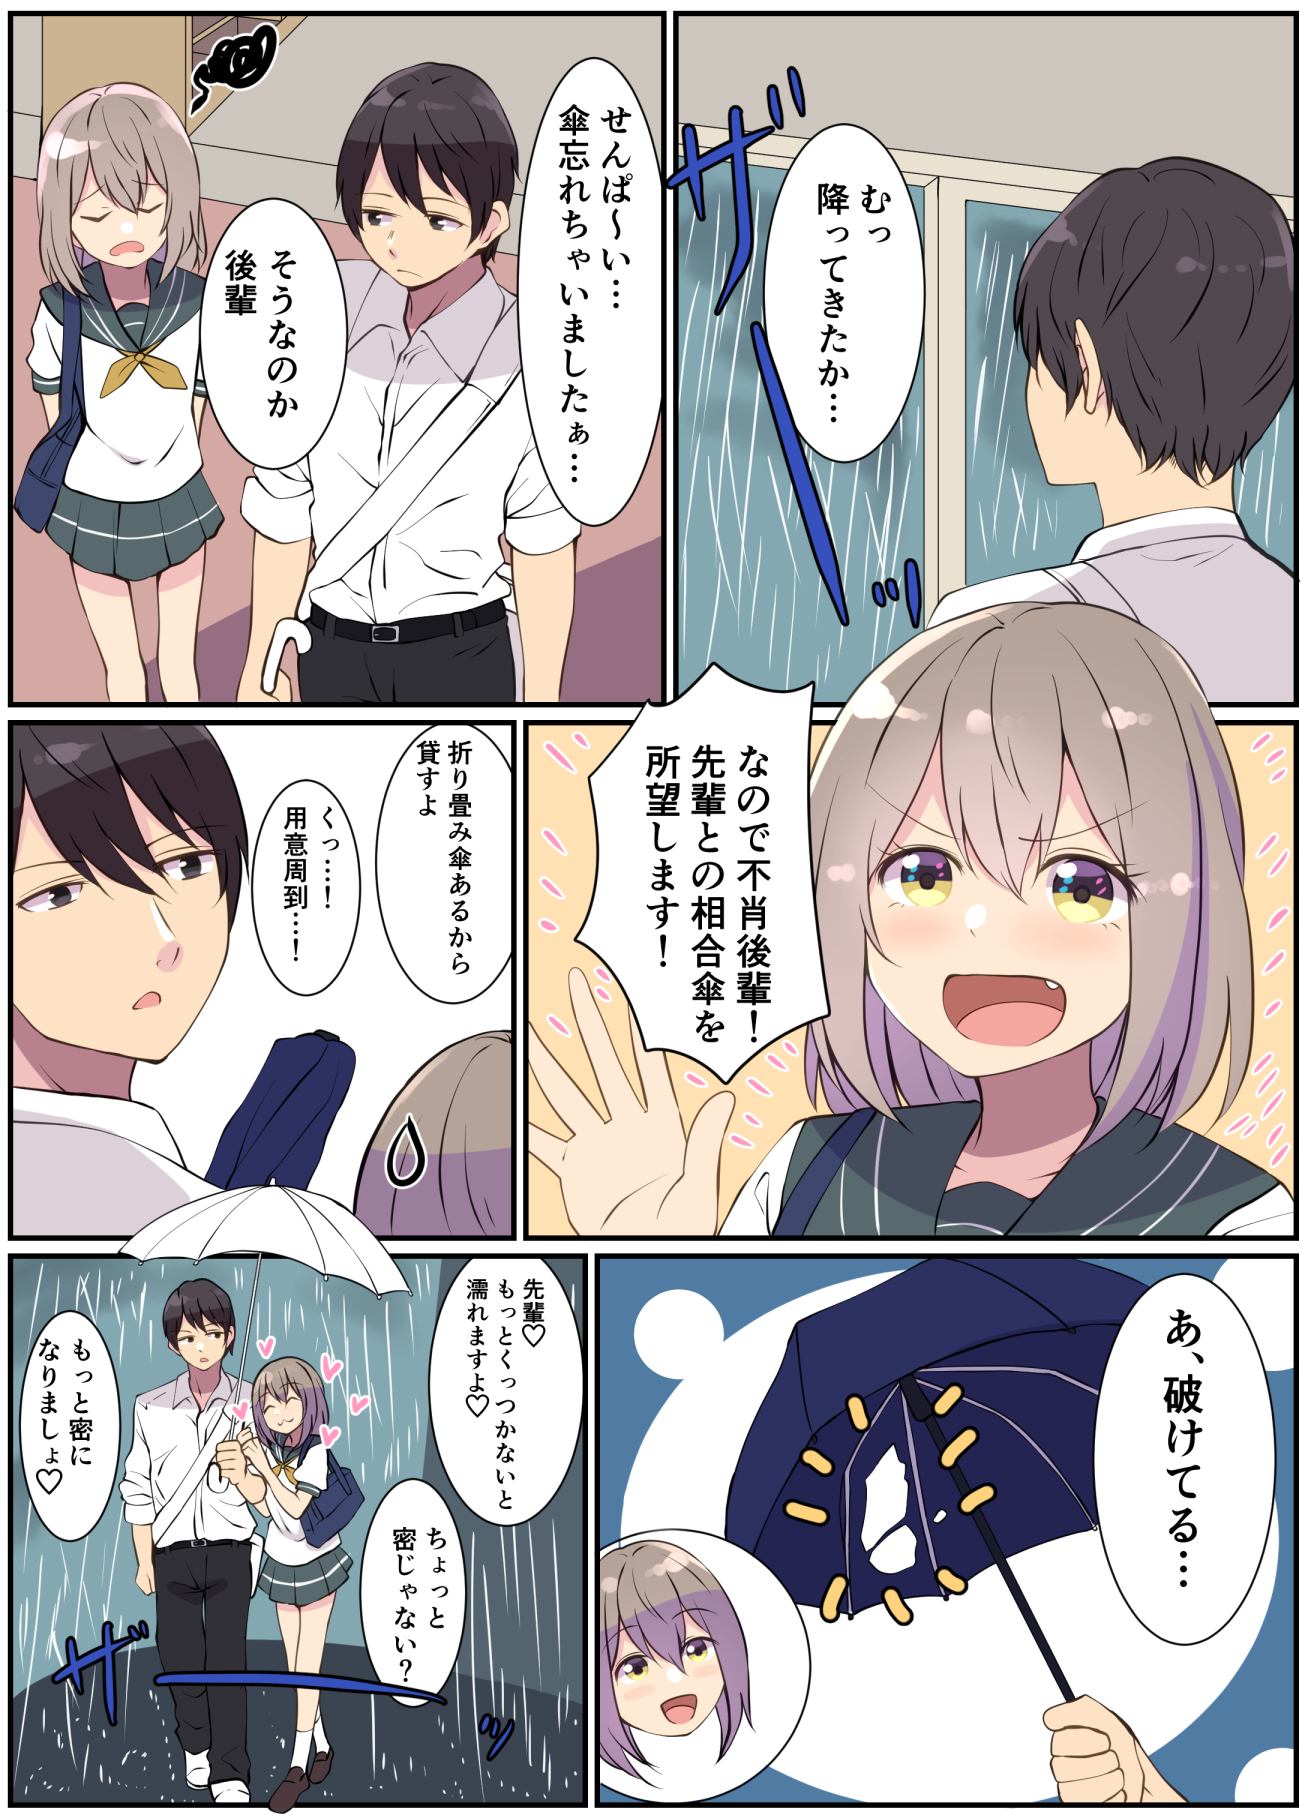 むっ
降ってきたか…
ザーッ
せんぱ～い…
傘忘れちゃいましたぁ…
そうなのか
後輩
なので不肖後輩！
先輩との相合傘を
所望します！
折り畳み傘あるから
貸すよ
くっ…！
用意周到…！
あ、破けてる…
先輩♡
もっとくっつかないと
濡れますよ♡
ちょっと
密じゃない？
もっと密に
なりましょ♡
ザーッ